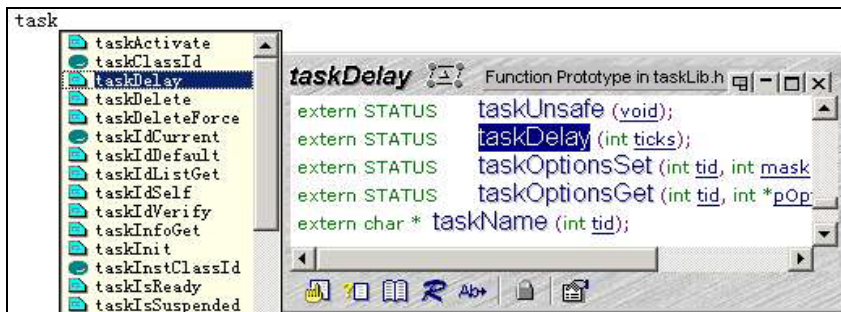 task
taskActivate
taskClassId
taskDelay
taskDelete
taskDeleteForce
taskIdCurrent
taskIdDefault
taskIdListGet
taskIdSelf
taskIdVerify
taskInfoGet
taskInit
taskInstClassId
taskIsReady
taskIsSuspended
taskDelay Function Prototype in taskLib.h
extern STATUS taskUnsafe (void);
extern STATUS taskDelay (int ticks);
extern STATUS taskOptionsSet (int tid, int mask
extern STATUS taskOptionsGet (int tid, int *pOp
extern char * taskName (int tid);
R Ab